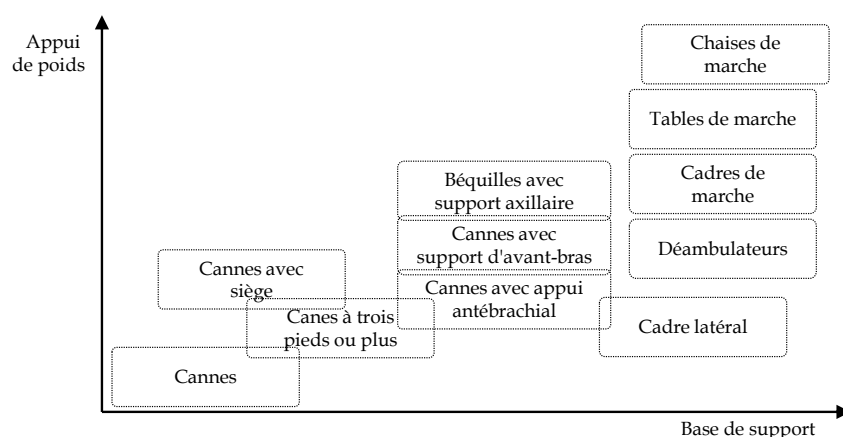 Appui
de poids
Chaises de
marche
Tables de marche
Béquilles avec
support axillaire
Cadres de
marche
Cannes avec
support d'avant-bras
Déambulateurs
Cannes avec
siège
Cannes avec appui
antébrachial
Canes à trois
pieds ou plus
Cadre latéral
Cannes
Base de support